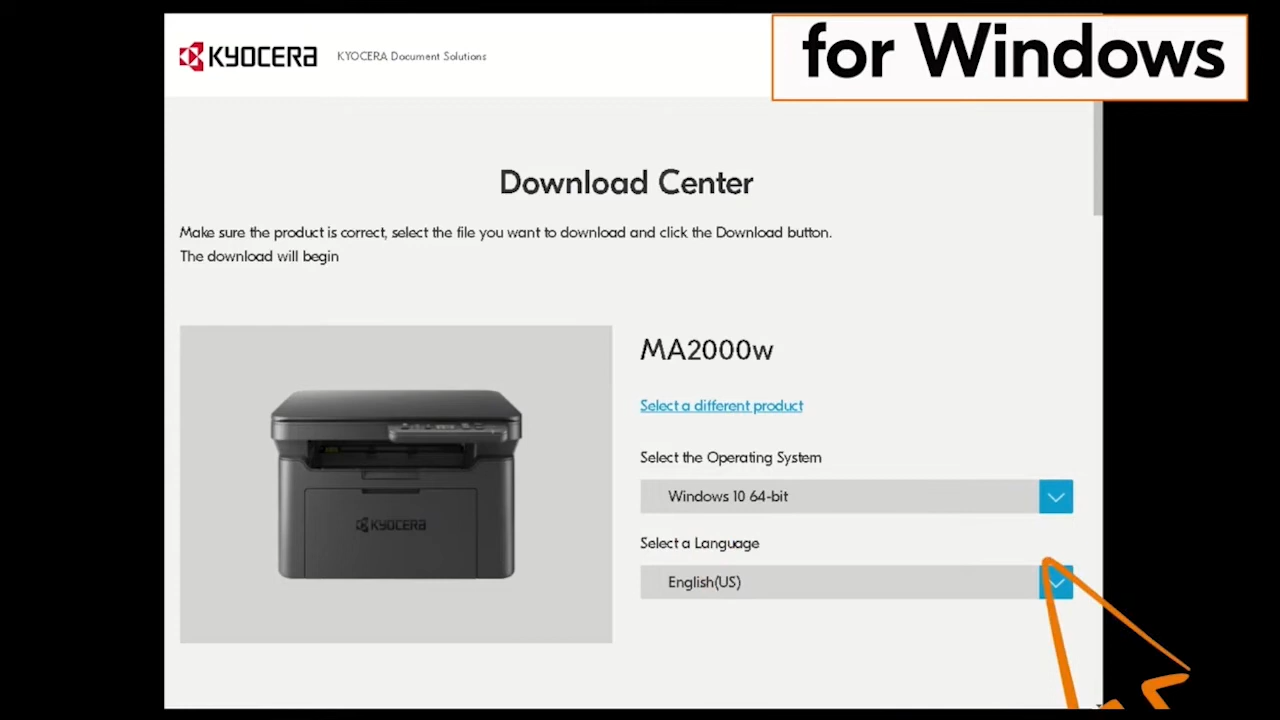 for Windows
KYOCERA
KYOCERA Document Solutions
Download Center
Make sure the product is correct, select the file you want to download and click the Download button.
The download will begin
MA2000w
Select a different product
Select the Operating System
Windows 10 64-bit
Select a Language
English(US)
KYOCERA